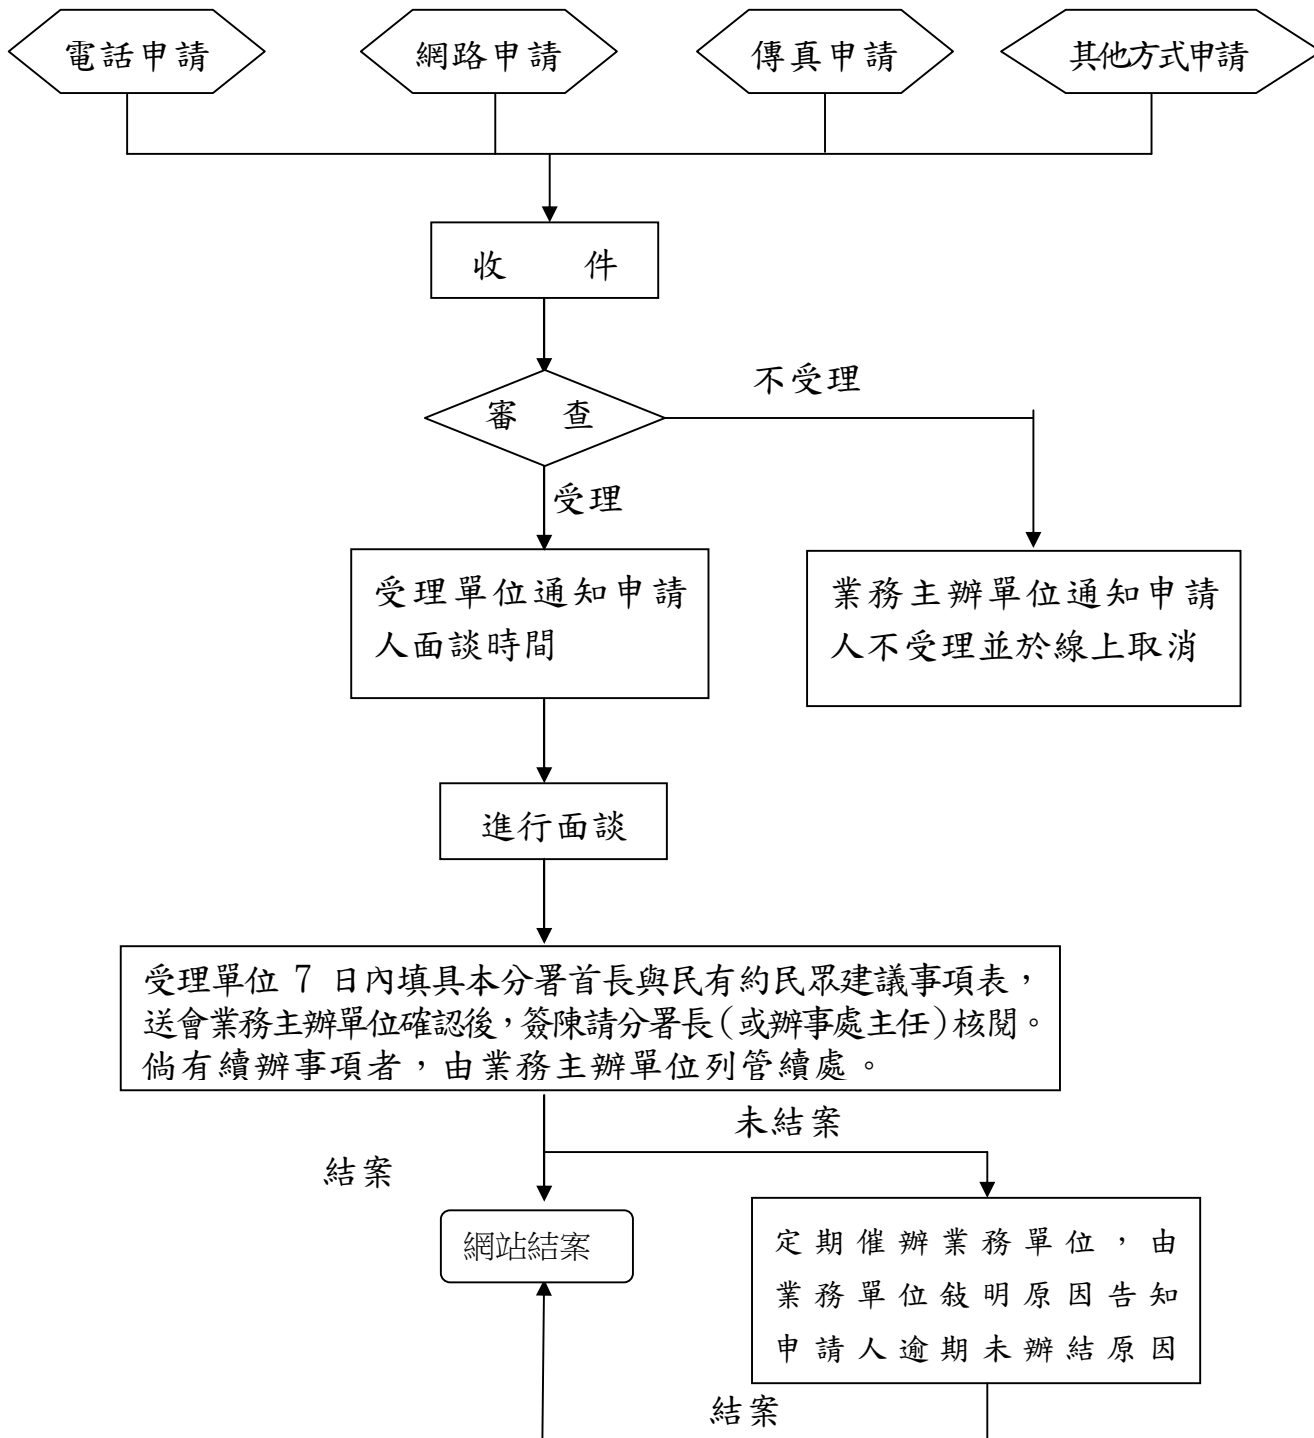 電話申請
網路申請
傳真申請
其他方式申請
收 件
審 查
不受理
受理
受理單位通知申請
人面談時間
業務主辦單位通知申請
人不受理並於線上取消
進行面談
受理單位 7 日內填具本分署首長與民有約民眾建議事項表，
送會業務主辦單位確認後，簽陳請分署長（或辦事處主任）核閱。
倘有續辦事項者，由業務主辦單位列管續處。
未結案
結案
網站結案
定期催辦業務單位，由
業務單位敍明原因告知
申請人逾期未辦結原因
結案